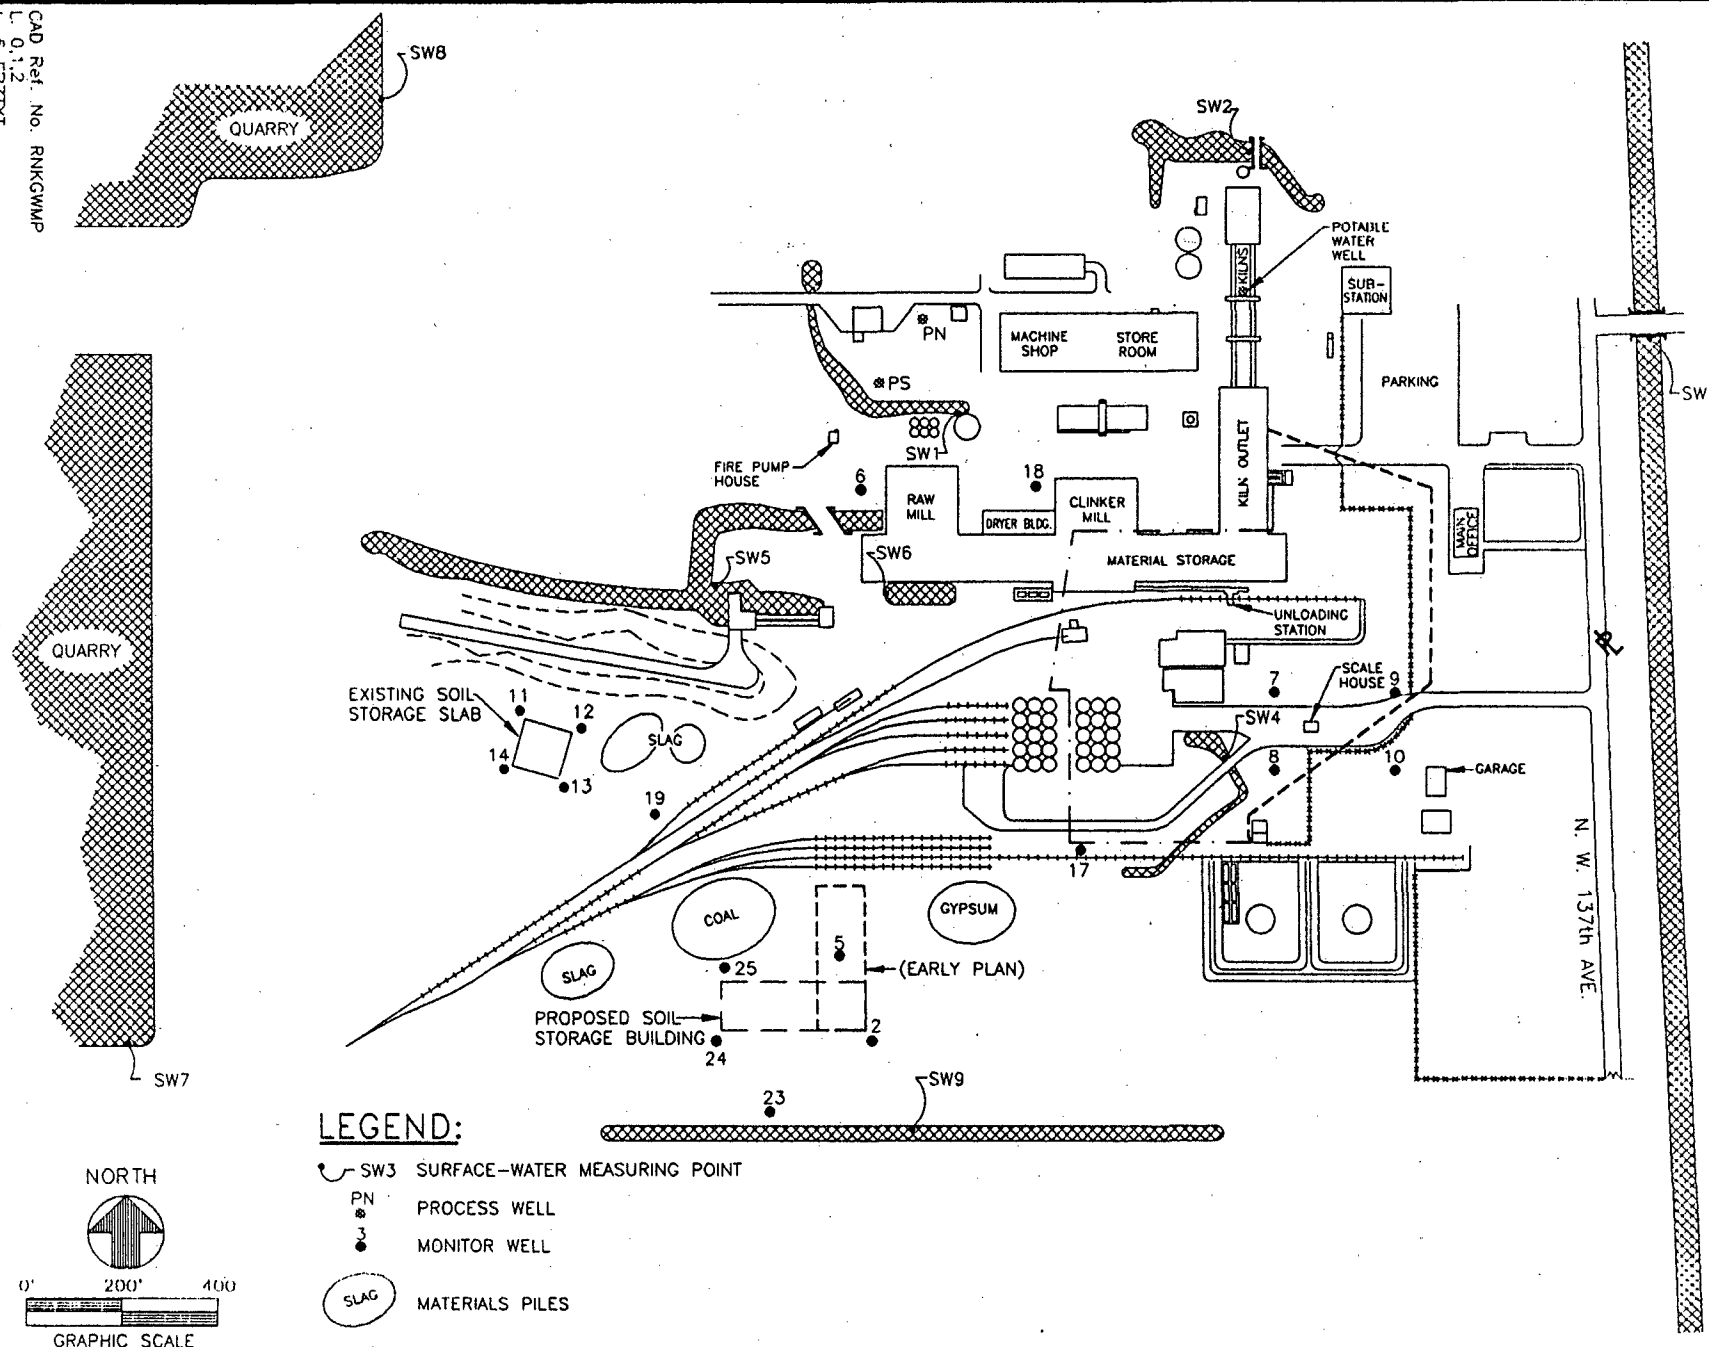 CAD Ref. No. RNKGWMP
L. 0,1,2
SW8
QUARRY
SW2
POTABLE
WATER
WELL
KILNS
SUB-
STATION
PN
MACHINE
SHOP
STORE
ROOM
PS
PARKING
SW
SW1
KILK OUTLET
FIRE PUMP
HOUSE
6
18
RAW
MILL
CLINKER
MILL
DRYER BLDG.
MAIN
OFFICE
SW5
SW6
MATERIAL STORAGE
UNLOADING
STATION
QUARRY
SCALE
HOUSE
7
9
EXISTING SOIL
STORAGE SLAB
11
12
SLAG
SW4
14
13
8
10
GARAGE
19
17
N. W. 137th AVE.
COAL
GYPSUM
5
SLAG
25
(EARLY PLAN)
PROPOSED SOIL
STORAGE BUILDING
2
24
SW7
SW9
23
LEGEND:
SW3 SURFACE-WATER MEASURING POINT
PN
PROCESS WELL
3
MONITOR WELL
SLAG
MATERIALS PILES
NORTH
0' 200' 400
GRAPHIC SCALE